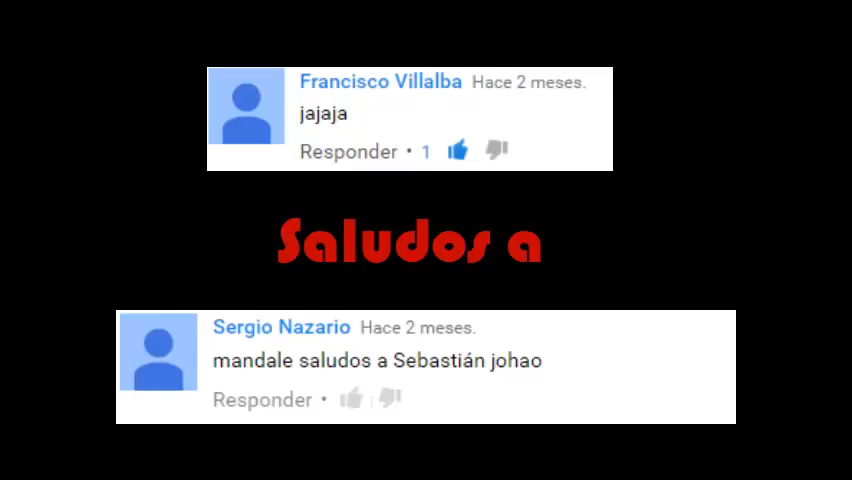 Francisco Villalba Hace 2 meses.
jajaja
Responder • 1
Saludos a
Sergio Nazario Hace 2 meses.
mandale saludos a Sebastián johao
Responder •